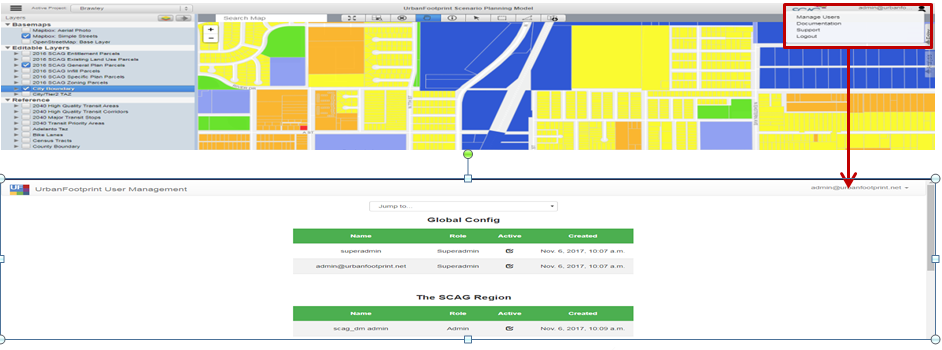 Active Project Brawley UrbanFootprint Scenario Planning Model admin@urbanfo
Layers
Search Map
Manage Users
Documentation
Support
Logout
Basemaps
Mapbox: Aerial Photo
Mapbox: Simple Streets
OpenStreetMap: Base Layer
Editable Layers
2016 SCAG Entitlement Parcels
2016 SCAG Existing Land Use Parcels
2016 SCAG General Plan Parcels
2016 SCAG Infill Parcels
2016 SCAG Specific Plan Parcels
2016 SCAG Zoning Parcels
City Boundary
City/Tier2 TAZ
Reference
2040 High Quality Transit Areas
2040 High Quality Transit Corridors
2040 Major Transit Stops
2040 Transit Priority Areas
Adelanto Taz
Bike Lanes
Census Tracts
County Boundary
UF UrbanFootprint User Management admin@urbanfootprint.net
Jump to...
Global Config
Name Role Active Created
superadmin Superadmin Nov. 6, 2017, 10:07 a.m.
admin@urbanfootprint.net Superadmin Nov. 6, 2017, 10:07 a.m.
The SCAG Region
Name Role Active Created
scag_dm admin Admin Nov. 6, 2017, 10:09 a.m.